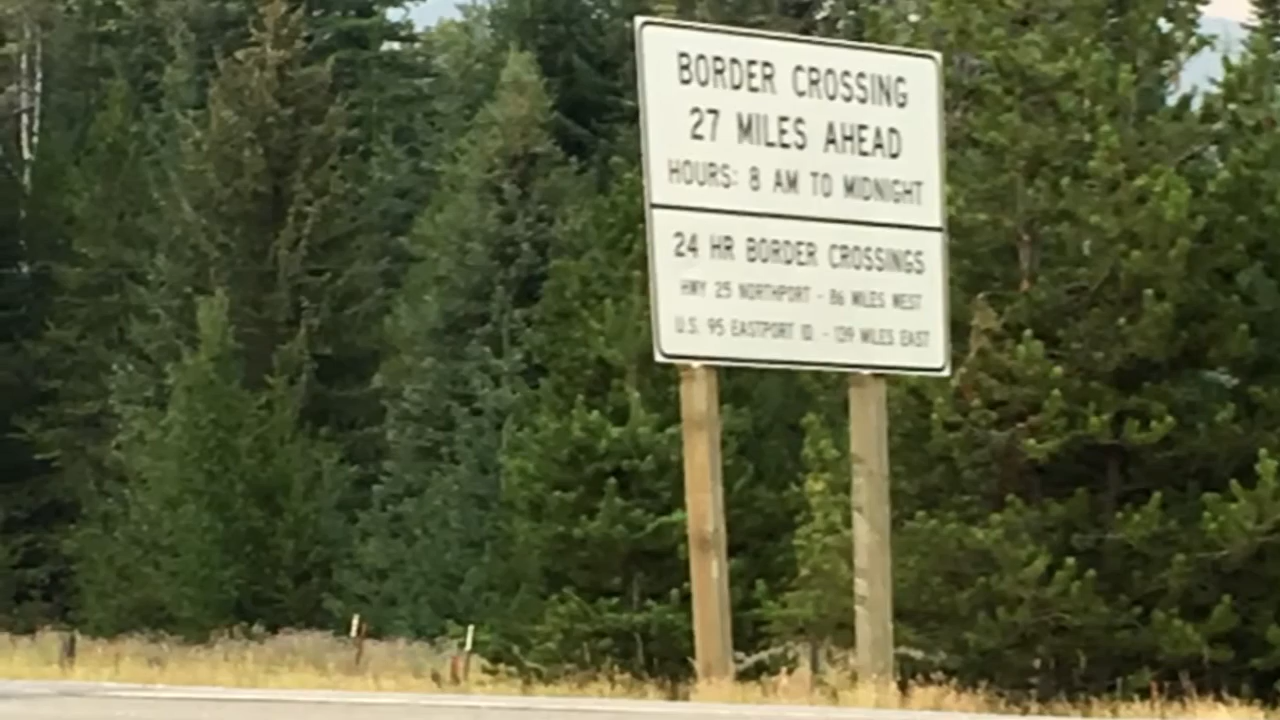 BORDER CROSSING
27 MILES AHEAD
HOURS: 8 AM TO MIDNIGHT
24 HR BORDER CROSSINGS
HWY 25 NORTHPORT - 86 MILES WEST
U.S. 95 EASTPORT ID. - 139 MILES EAST